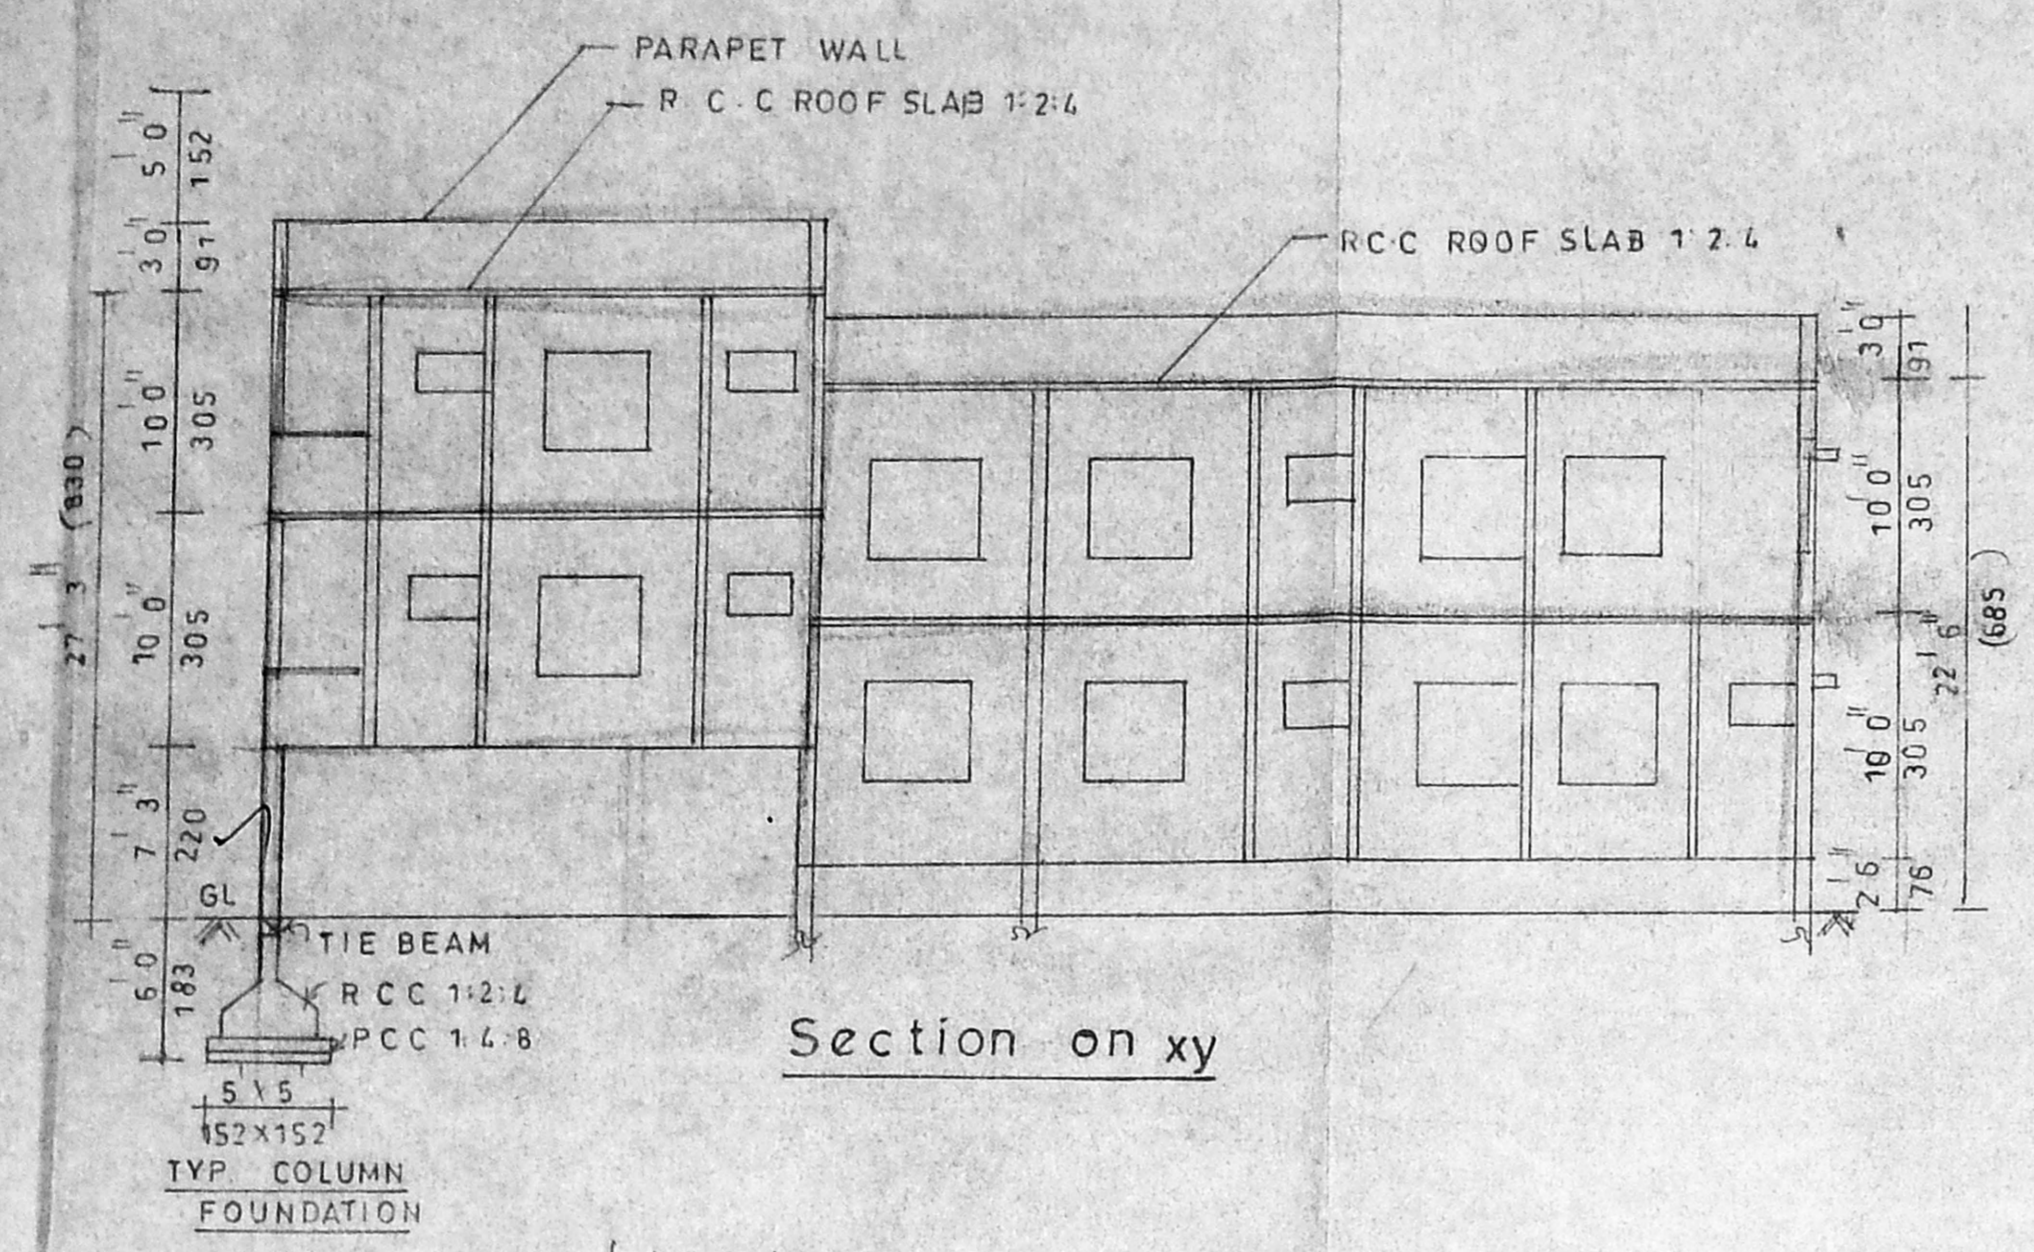 PARAPET WALL
R.C.C ROOF SLAB 1:2:4
RCC ROOF SLAB 1:2:4
5'0"
152
3'0"
91
10'0"
305
10'0"
305
27'3" (830)
7'3"
220
GL
6'0"
183
TIE BEAM
RCC 1:2:4
PCC 1:4:8
5 \ 5
152×152
TYP. COLUMN
FOUNDATION
Section on xy
3'0"
91
10'0"
305
10'0"
305
2'6"
76
22'6"
(685)